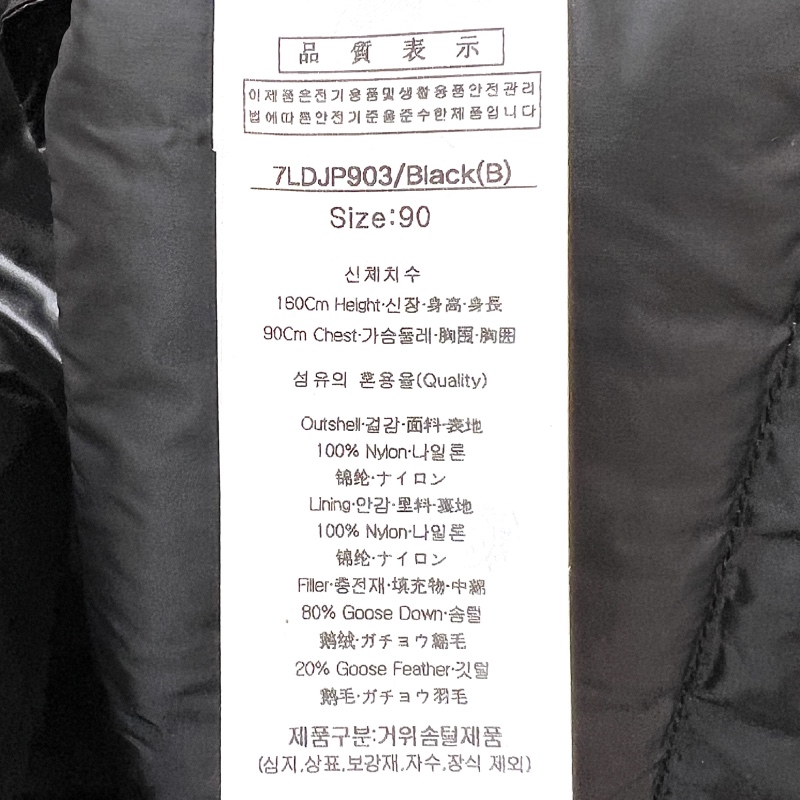 品質表示
이 제품은 전기용품 및 생활용품 안전관리
법에 따른 안전기준을 준수한 제품입니다
7LDJP903/Black(B)
Size:90
신체치수
160Cm Height·신장·身高·身長
90Cm Chest·가슴둘레·胸围·胸囲
섬유의 혼용율(Quality)
Outshell·겉감·面料·表地
100% Nylon·나일론
锦纶·ナイロン
Lining·안감·里料·裏地
100% Nylon·나일론
锦纶·ナイロン
Filler·충전재·填充物·中綿
80% Goose Down·솜털
鹅绒·ガチョウ綿毛
20% Goose Feather·깃털
鹅毛·ガチョウ羽毛
제품구분:거위솜털제품
(심지,상표,보강재,자수,장식 제외)